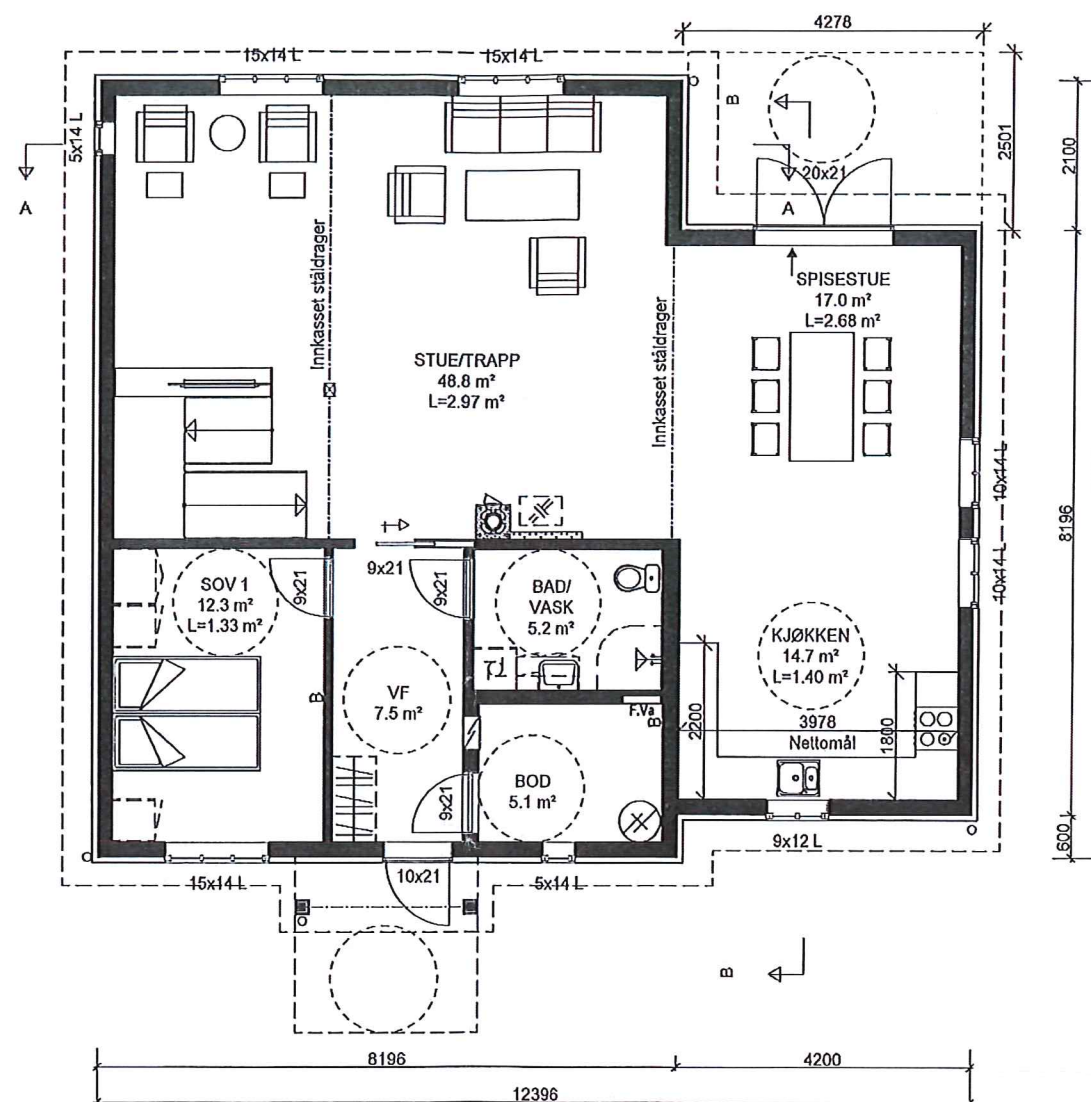 4278
15x14 L
15x14 L
B
5x14 L
2501
2100
20x21
A
A
Innkasset ståldrager
SPISESTUE
17.0 m²
L=2.68 m²
Innkasset ståldrager
STUE/TRAPP
48.8 m²
L=2.97 m²
10x14 L
8196
9x21
10x14 L
SOV 1
12.3 m²
L=1.33 m²
9x21
9x21
BAD/
VASK
5.2 m²
KJØKKEN
14.7 m²
L=1.40 m²
B
VF
7.5 m²
F.Va
B
2200
3978
Nettomål
1800
BOD
5.1 m²
9x21
600
9x12 L
15x14 L
10x21
5x14 L
B
8196
4200
12396